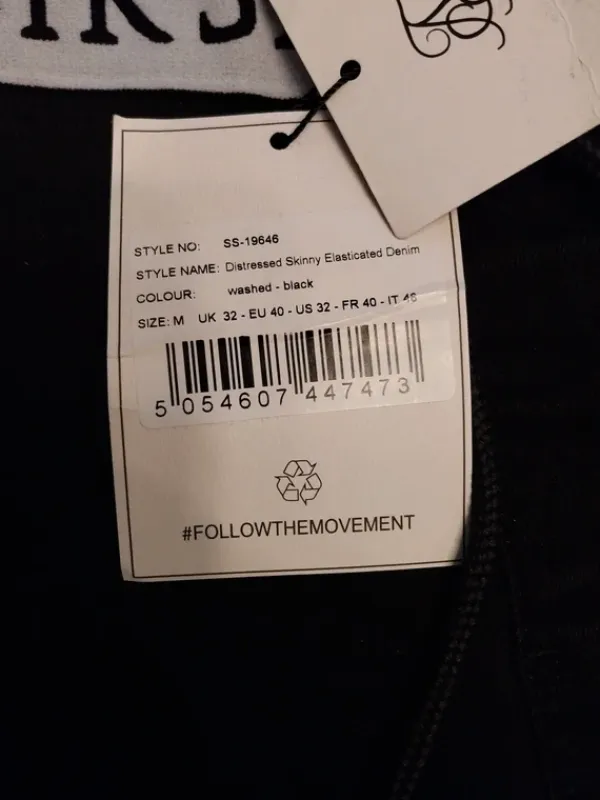 STYLE NO: SS-19646
STYLE NAME: Distressed Skinny Elasticated Denim
COLOUR: washed - black
SIZE: M UK 32 - EU 40 - US 32 - FR 40 - IT 48
5 054607 447473
#FOLLOWTHEMOVEMENT